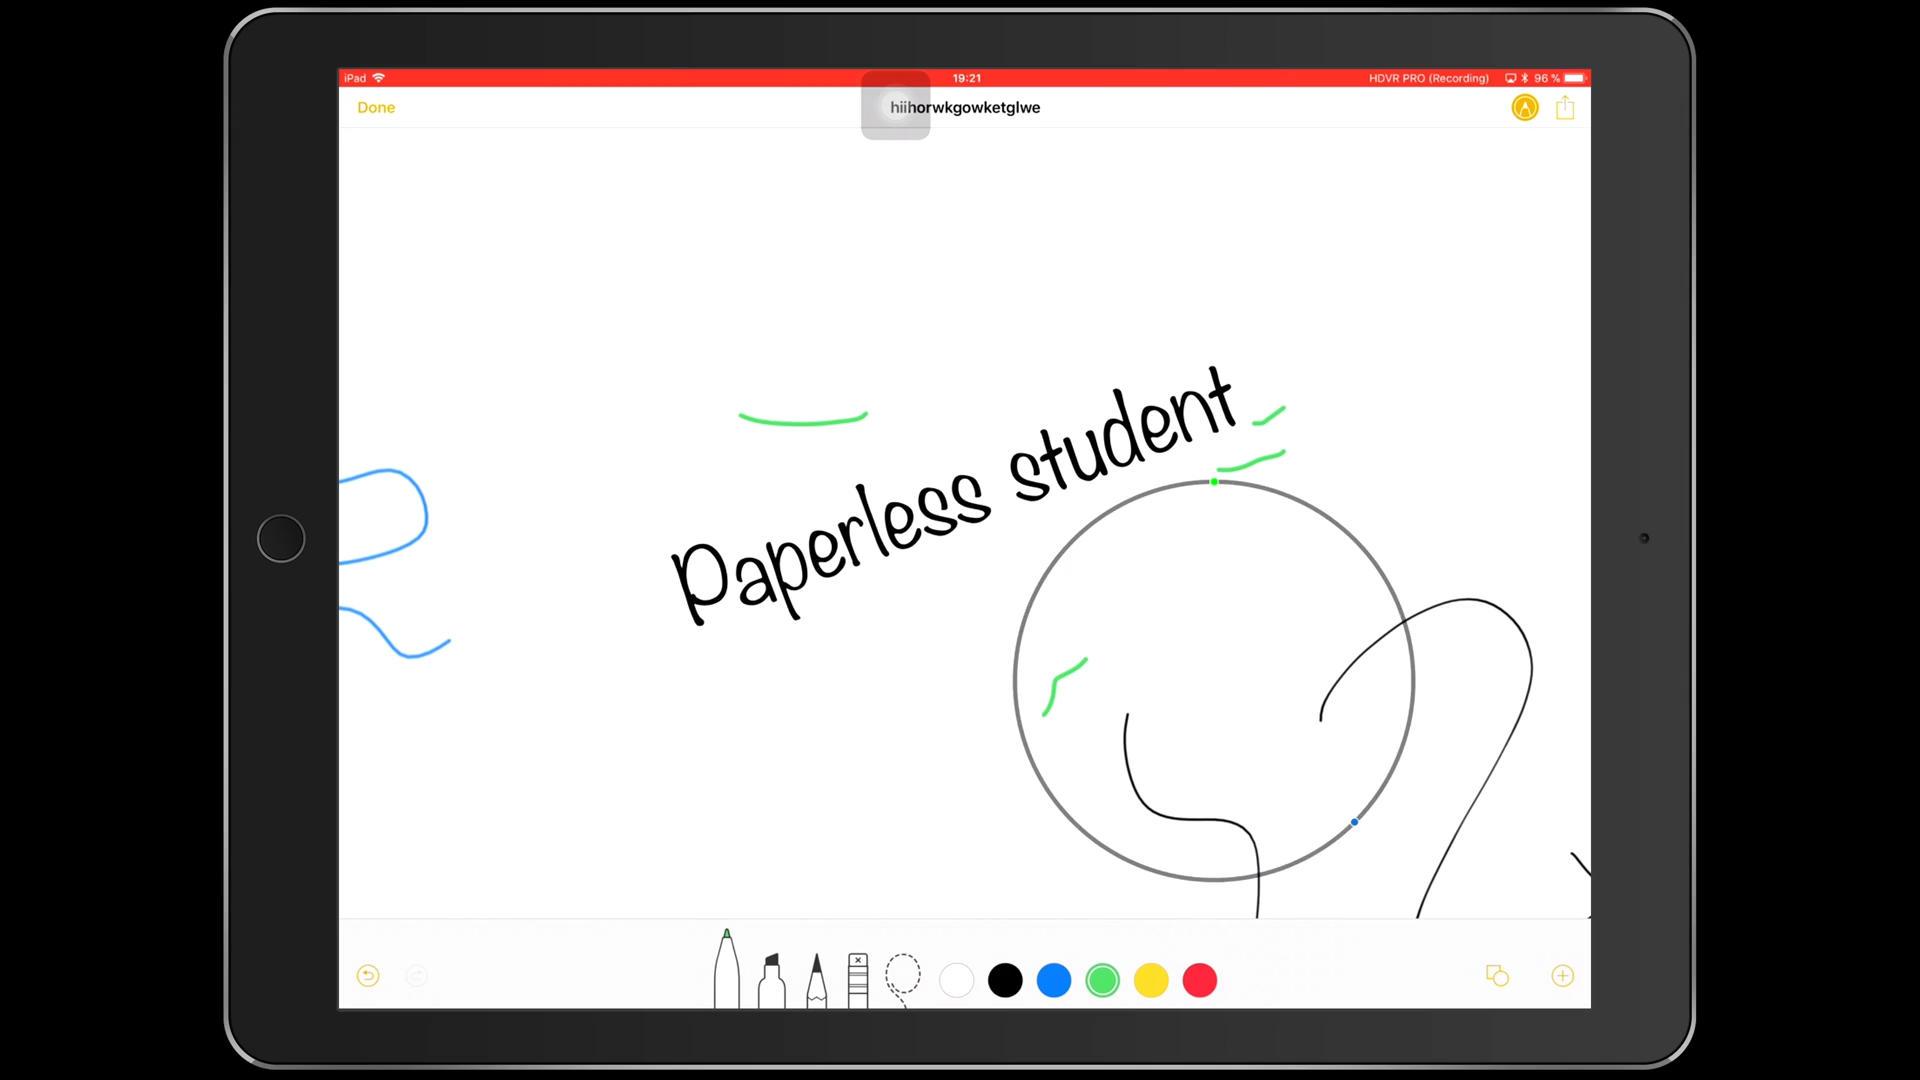 iPad 19:21 HDVR PRO (Recording) 96 %
Done hiihorwkgowketglwe
Paperless student